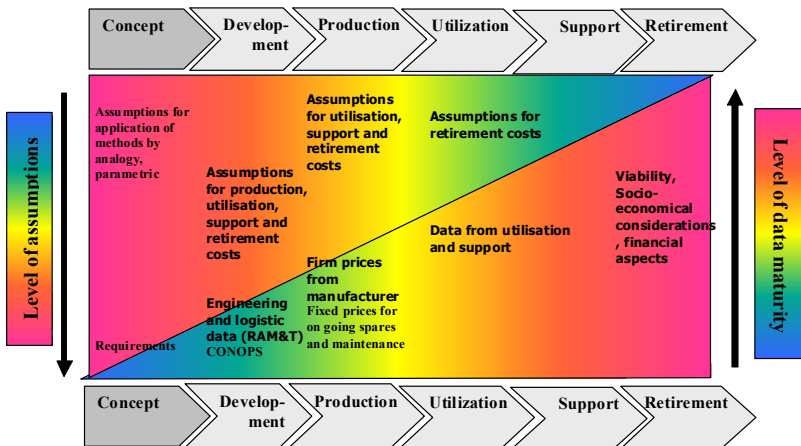 Concept
Develop-
ment
Production
Utilization
Support
Retirement
Level of assumptions
Assumptions for
application of
methods by
analogy,
parametric
Assumptions
for production,
utilisation,
support and
retirement
costs
Assumptions
for utilisation,
support and
retirement
costs
Assumptions for
retirement costs
Viability,
Socio-
economical
considerations
, financial
aspects
Data from utilisation
and support
Firm prices from
manufacturer
Fixed prices for
on going spares
and maintenance
Engineering
and logistic
data (RAM&T)
CONOPS
Requirements
Level of data maturity
Concept
Develop-
ment
Production
Utilization
Support
Retirement